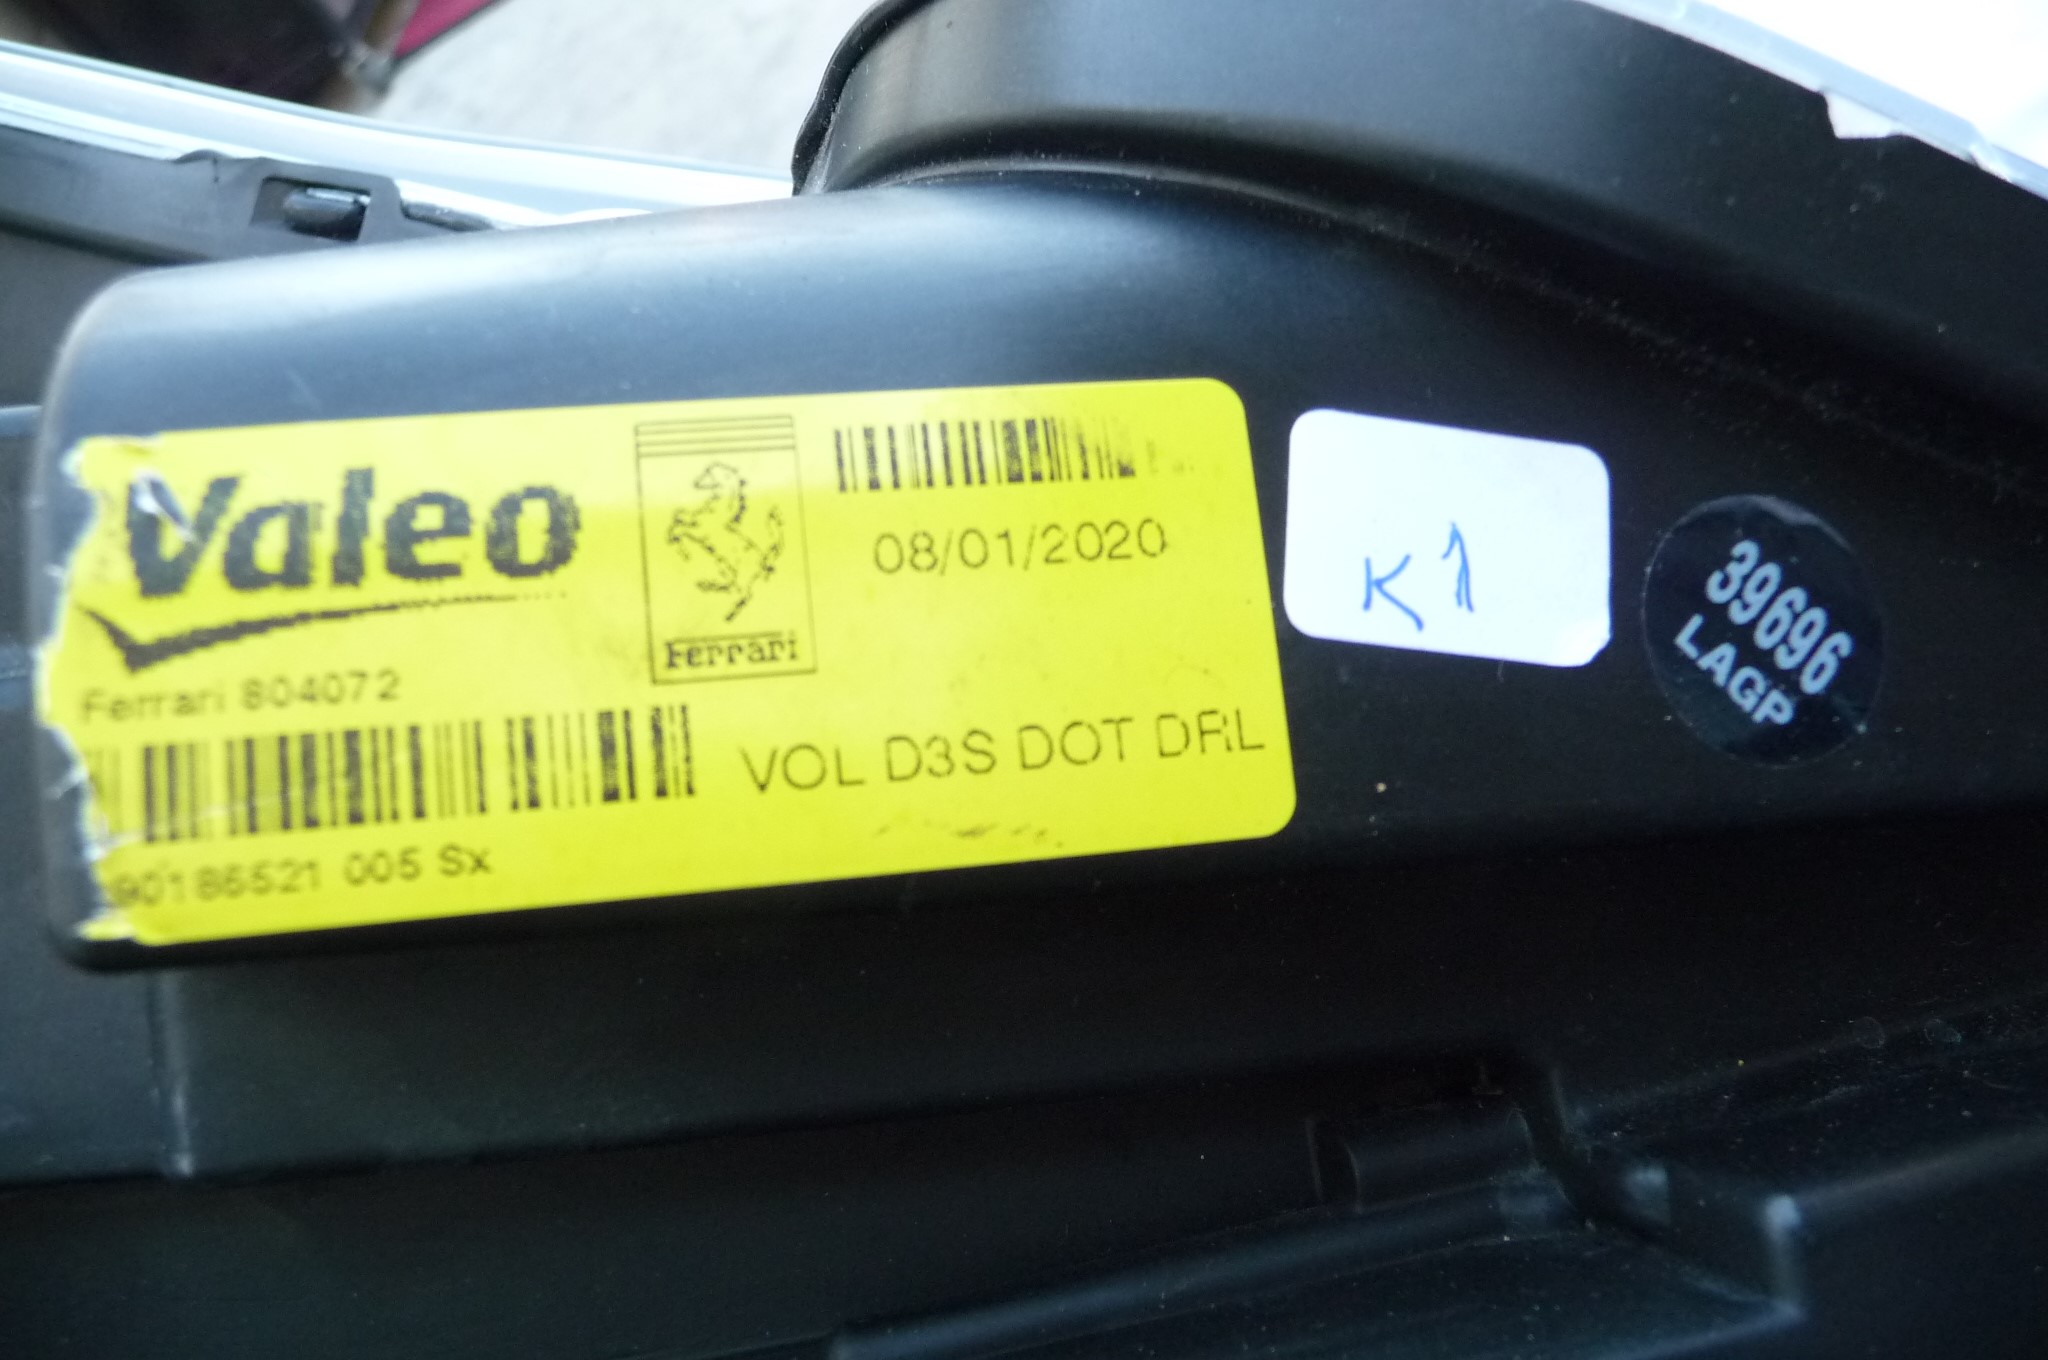 Valeo
Ferrari
08/01/2020
Ferrari 804072
VOL D3S DOT DRL
90186521 005 Sx
K1
39696
LAGP